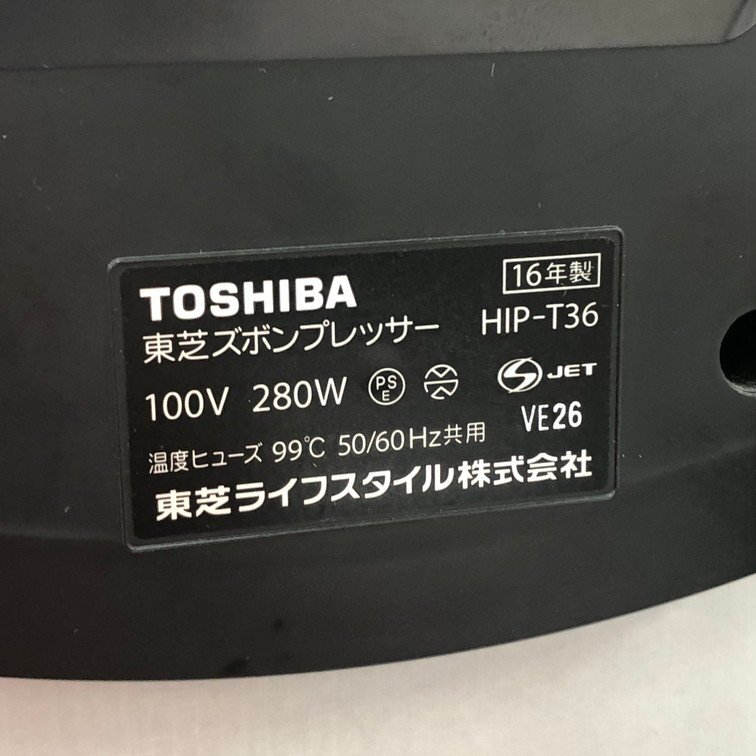 TOSHIBA 16年製
東芝ズボンプレッサー HIP-T36
100V 280W PS E S JET
温度ヒューズ 99℃ 50/60Hz共用 VE26
東芝ライフスタイル株式会社